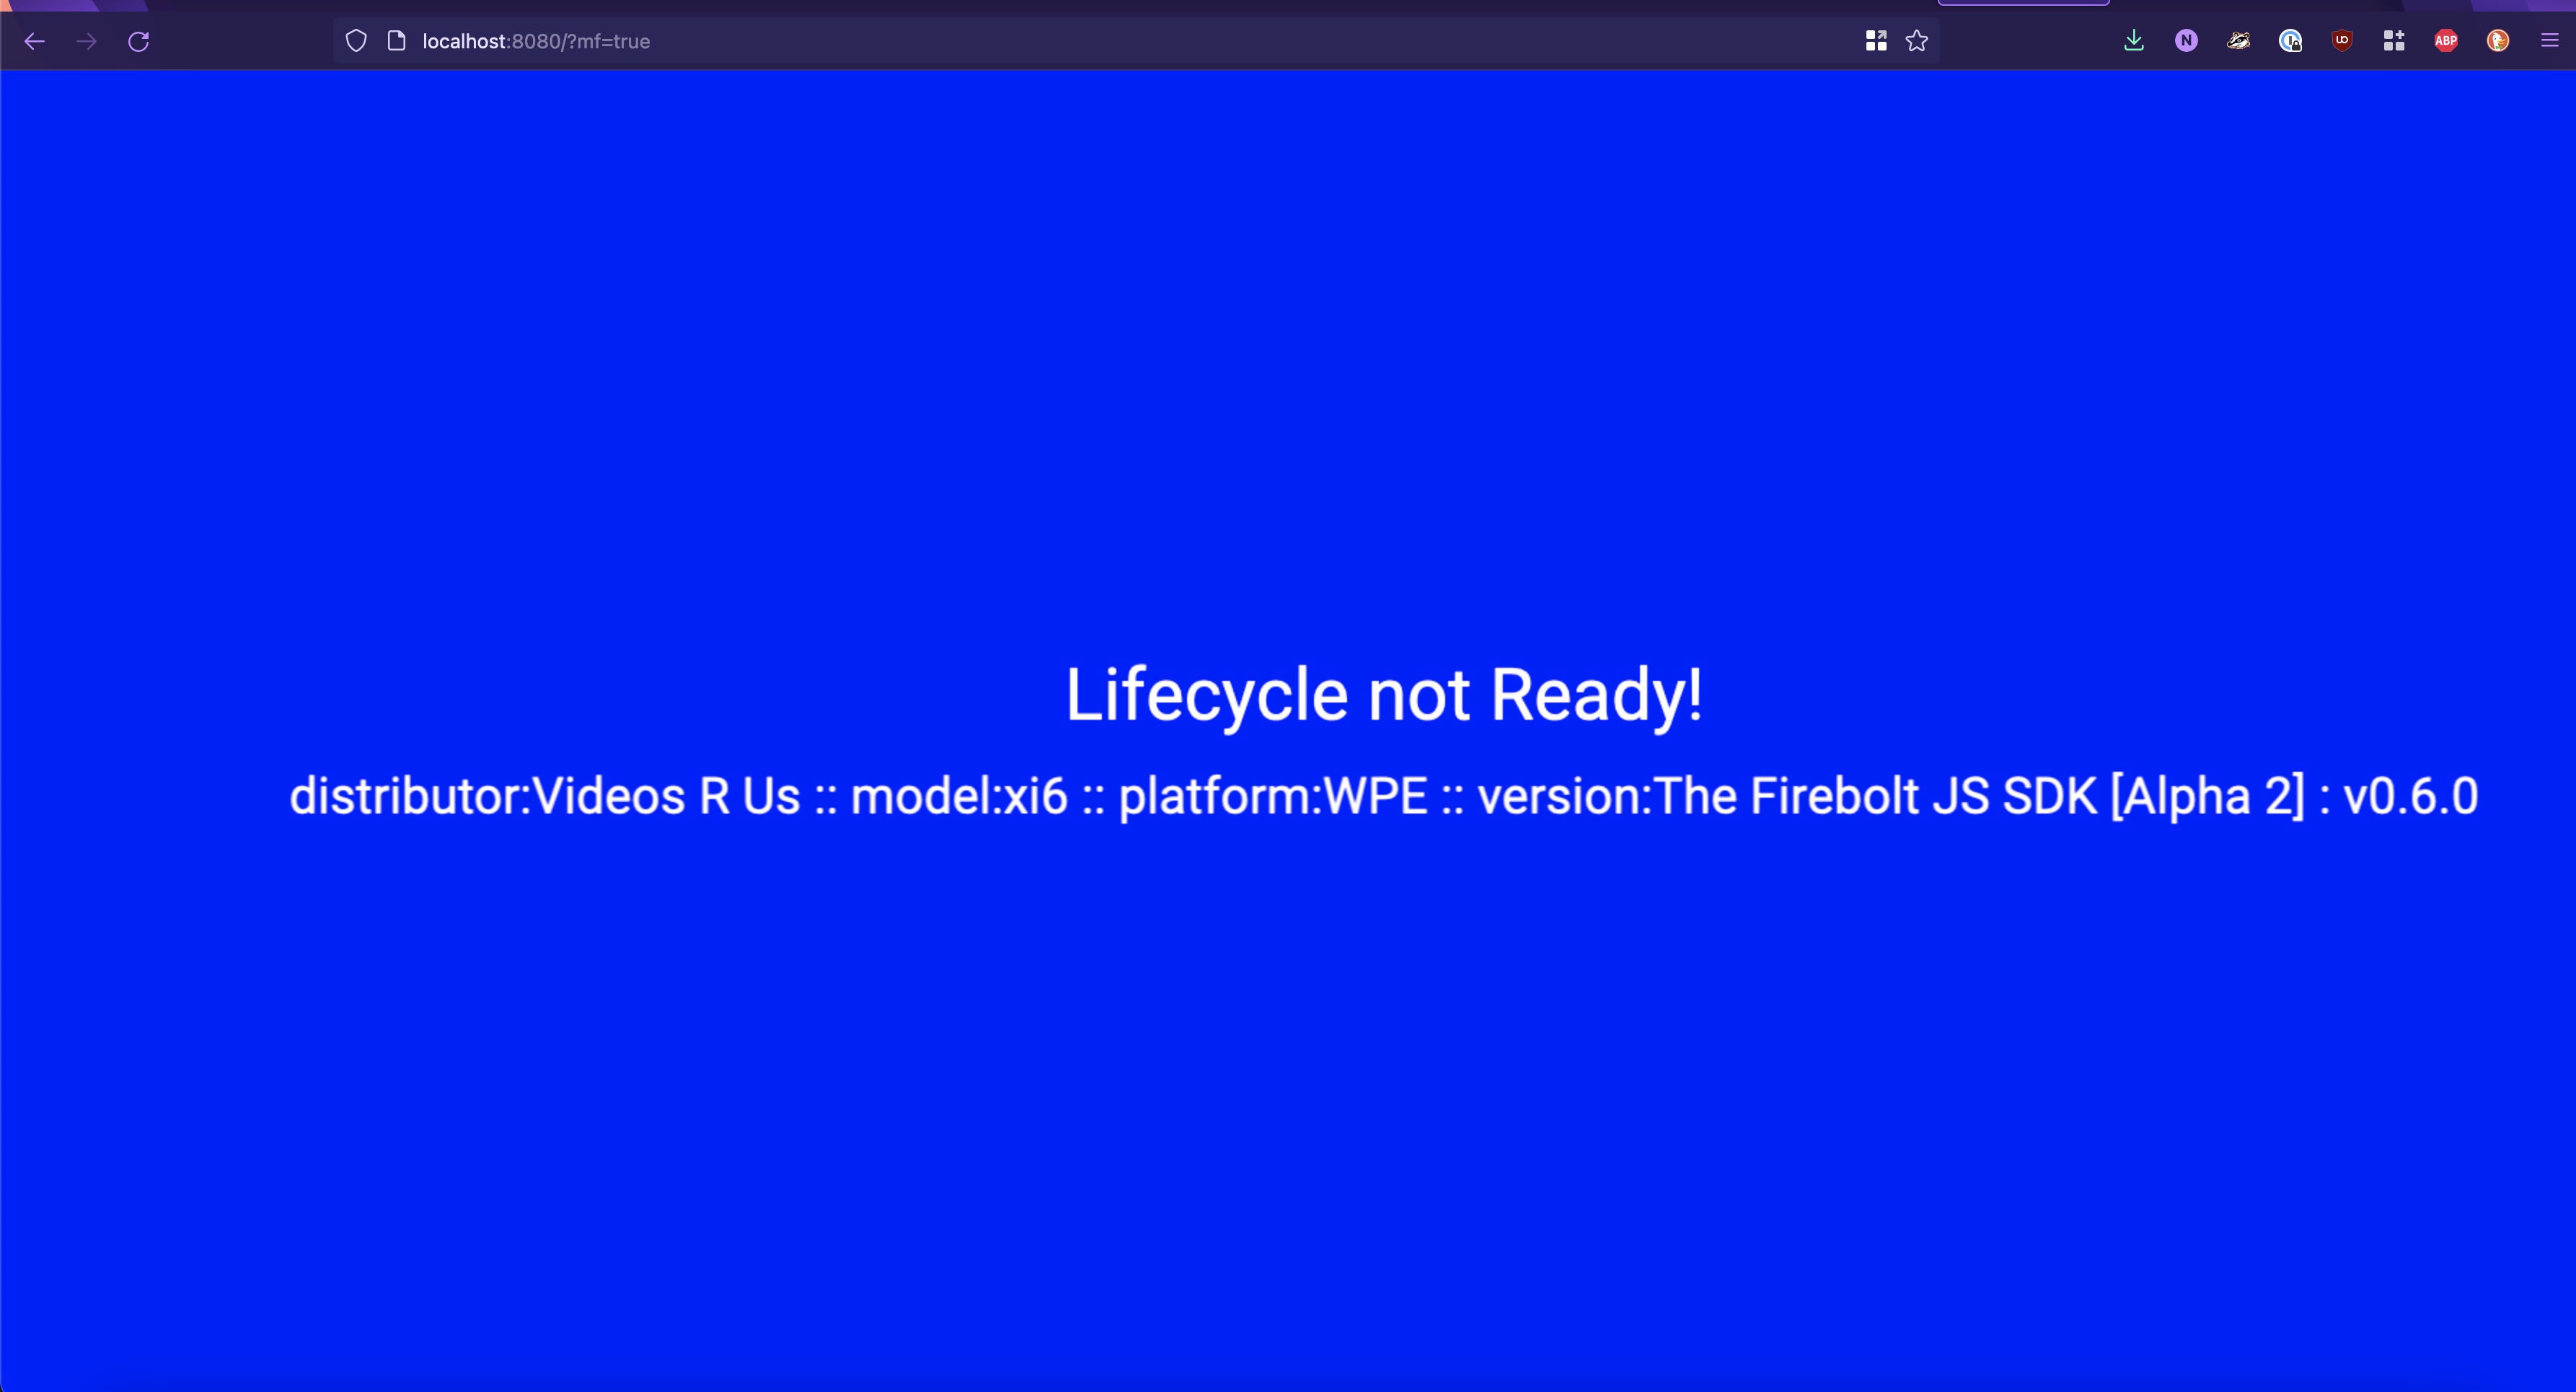 localhost:8080/?mf=true
N
UO
ABP
Lifecycle not Ready!
distributor:Videos R Us :: model:xi6 :: platform:WPE :: version:The Firebolt JS SDK [Alpha 2] : v0.6.0